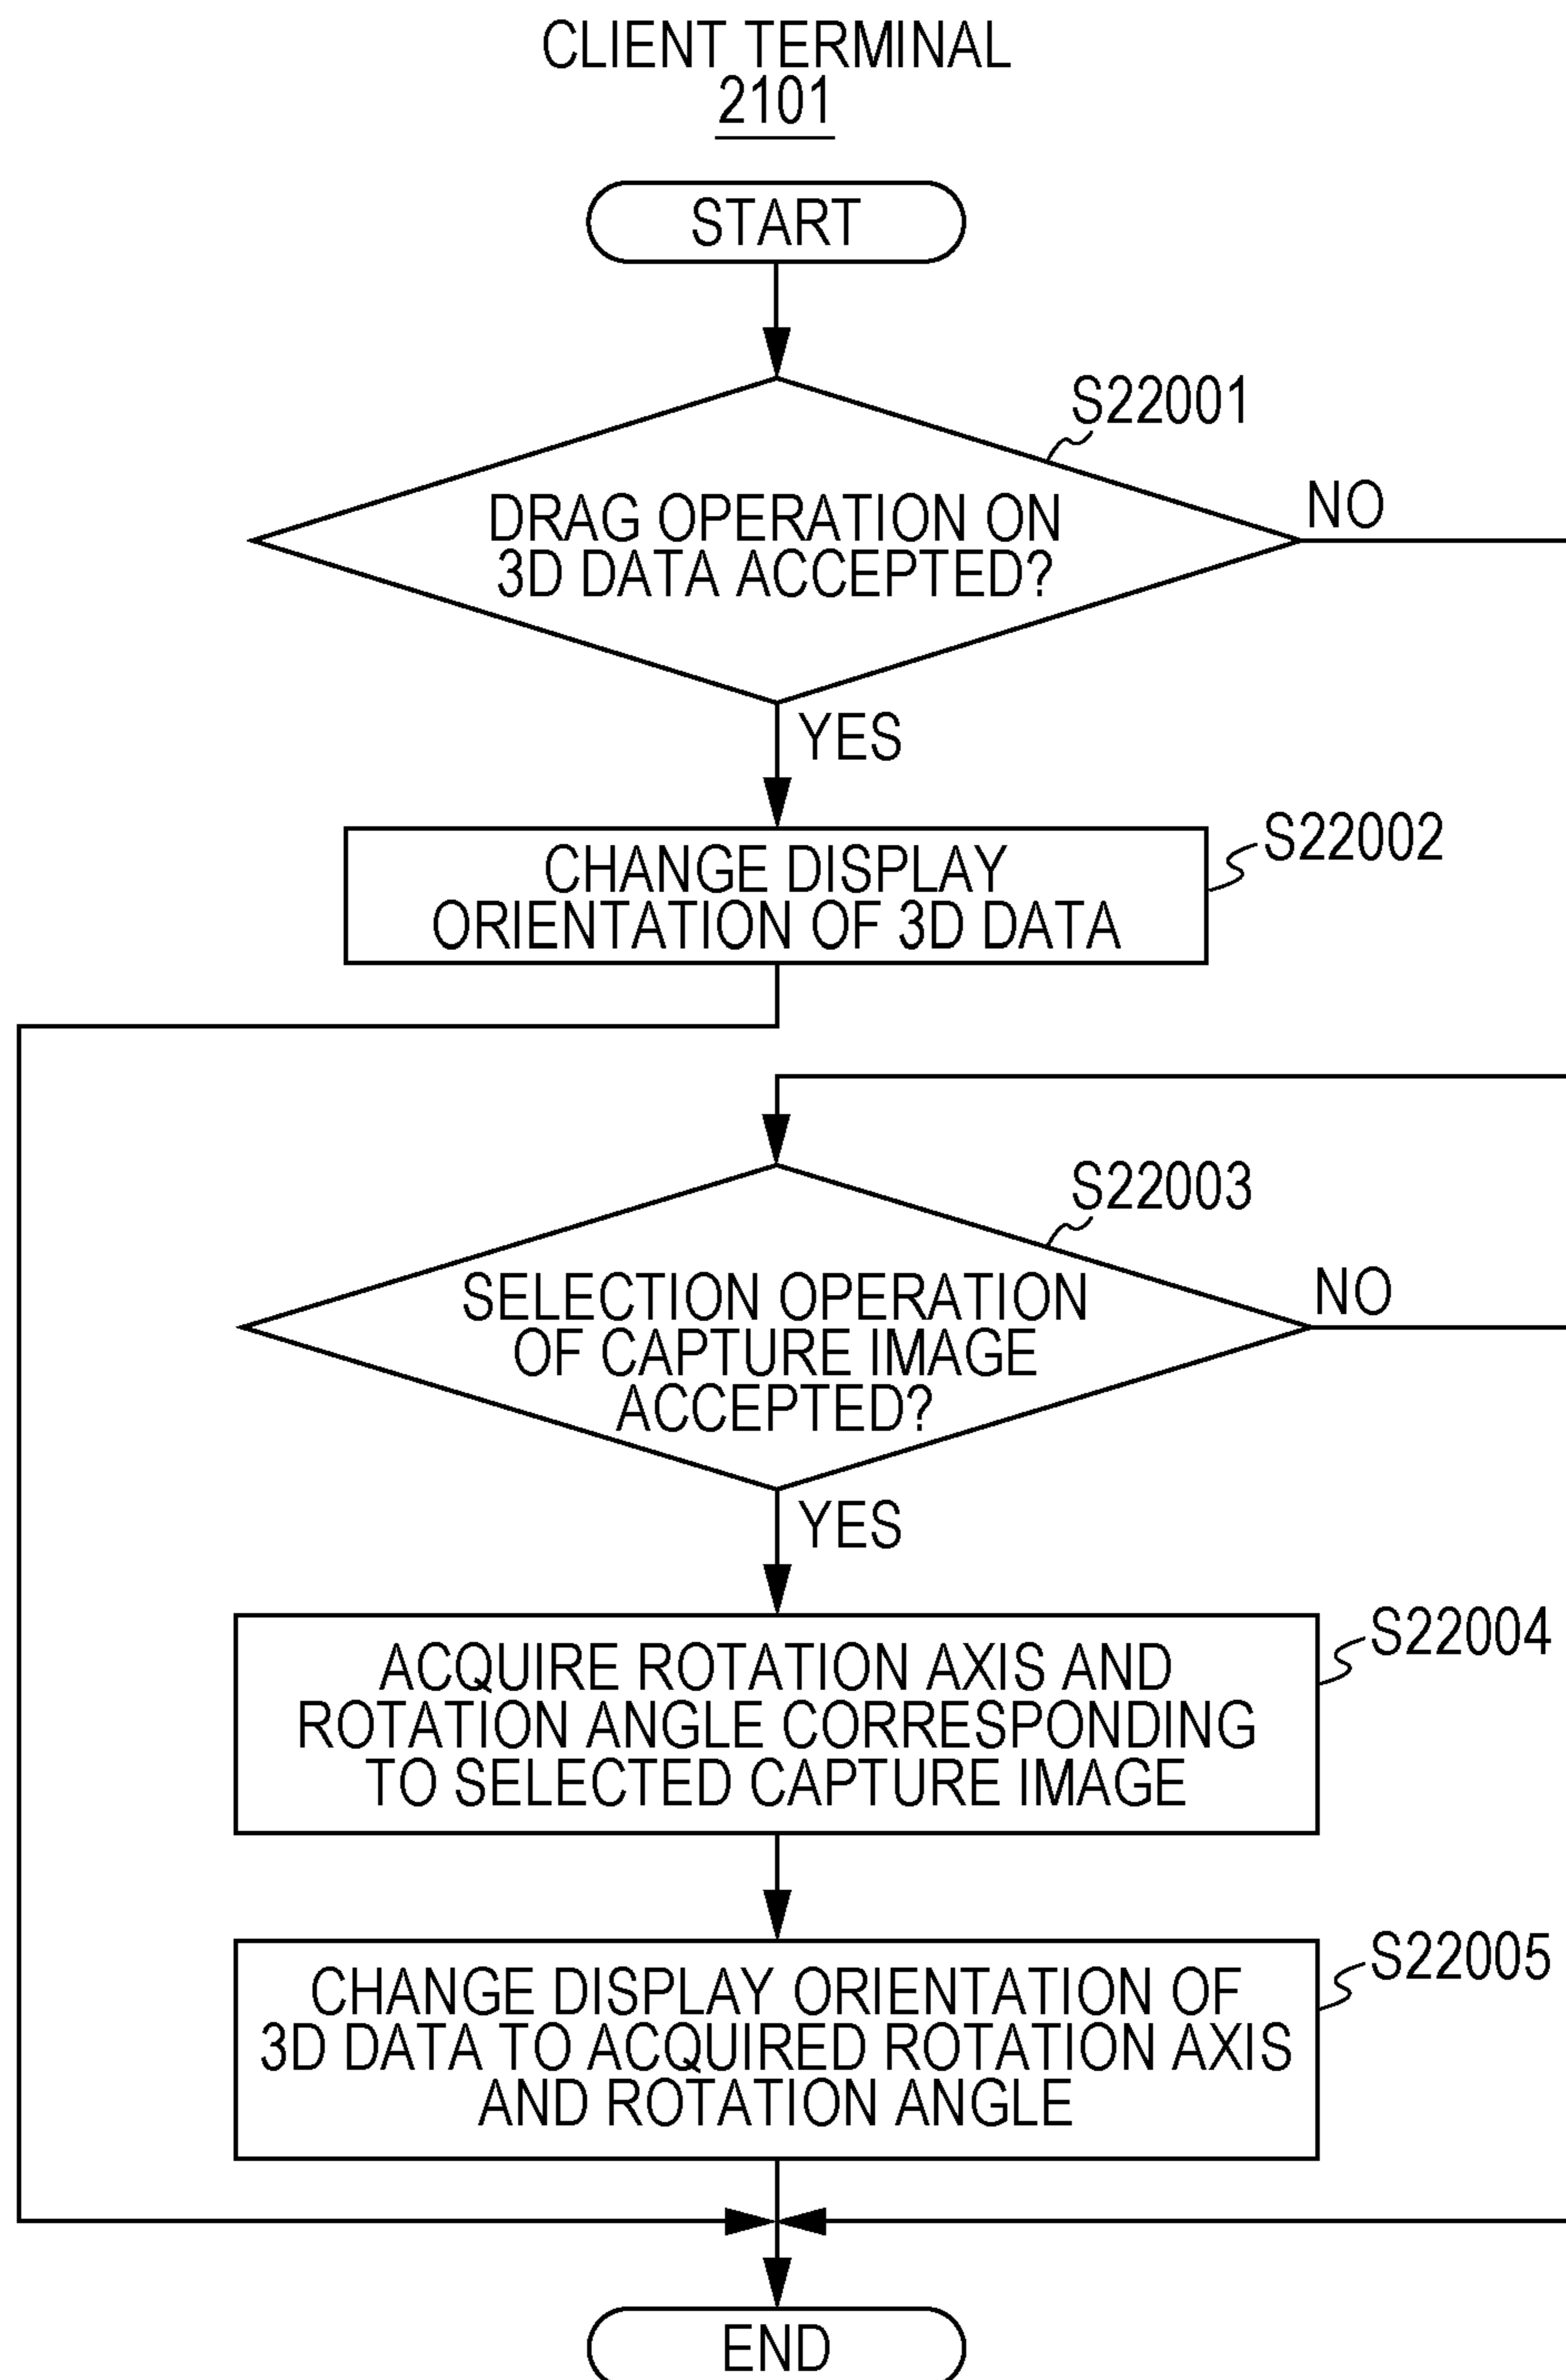 CLIENT TERMINAL
2101
START
S22001
DRAG OPERATION ON
3D DATA ACCEPTED?
NO
YES
S22002
CHANGE DISPLAY
ORIENTATION OF 3D DATA
S22003
SELECTION OPERATION
OF CAPTURE IMAGE
ACCEPTED?
NO
YES
S22004
ACQUIRE ROTATION AXIS AND
ROTATION ANGLE CORRESPONDING
TO SELECTED CAPTURE IMAGE
S22005
CHANGE DISPLAY ORIENTATION OF
3D DATA TO ACQUIRED ROTATION AXIS
AND ROTATION ANGLE
END